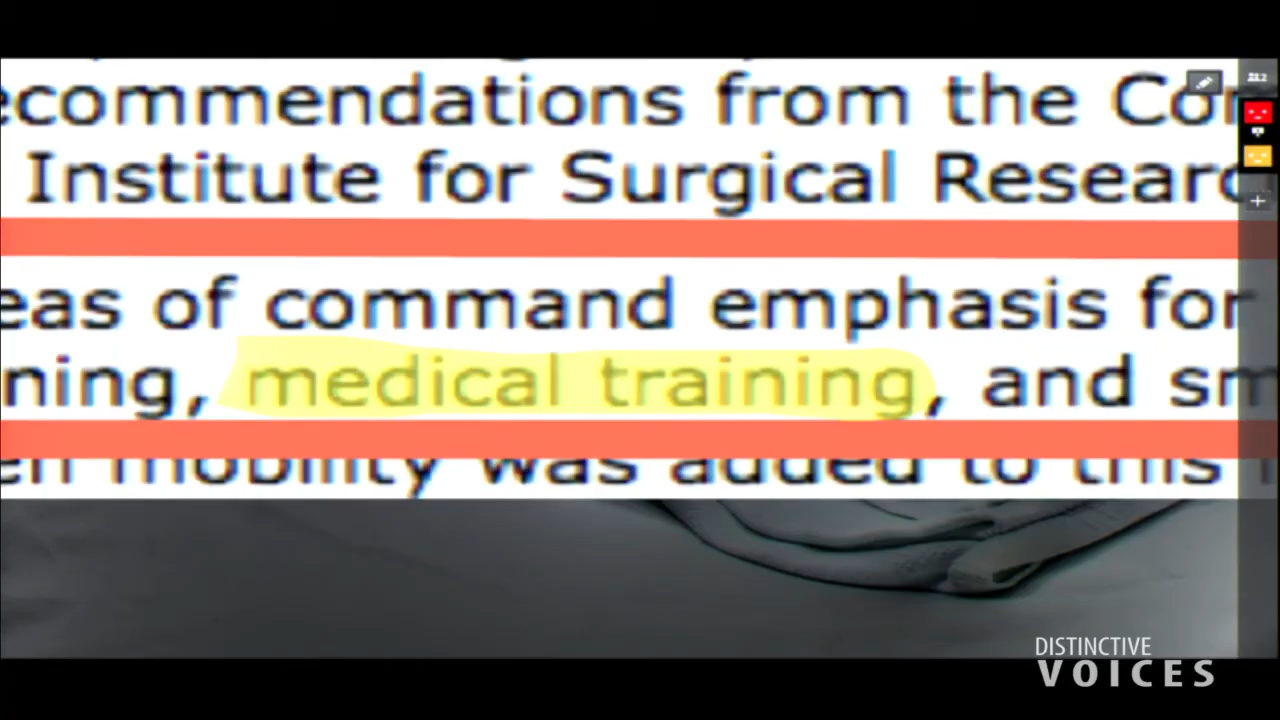 ecommendations from the Cor
Institute for Surgical Researc
eas of command emphasis for
ning, medical training, and sm
en mobility was added to this
DISTINCTIVE
VOICES